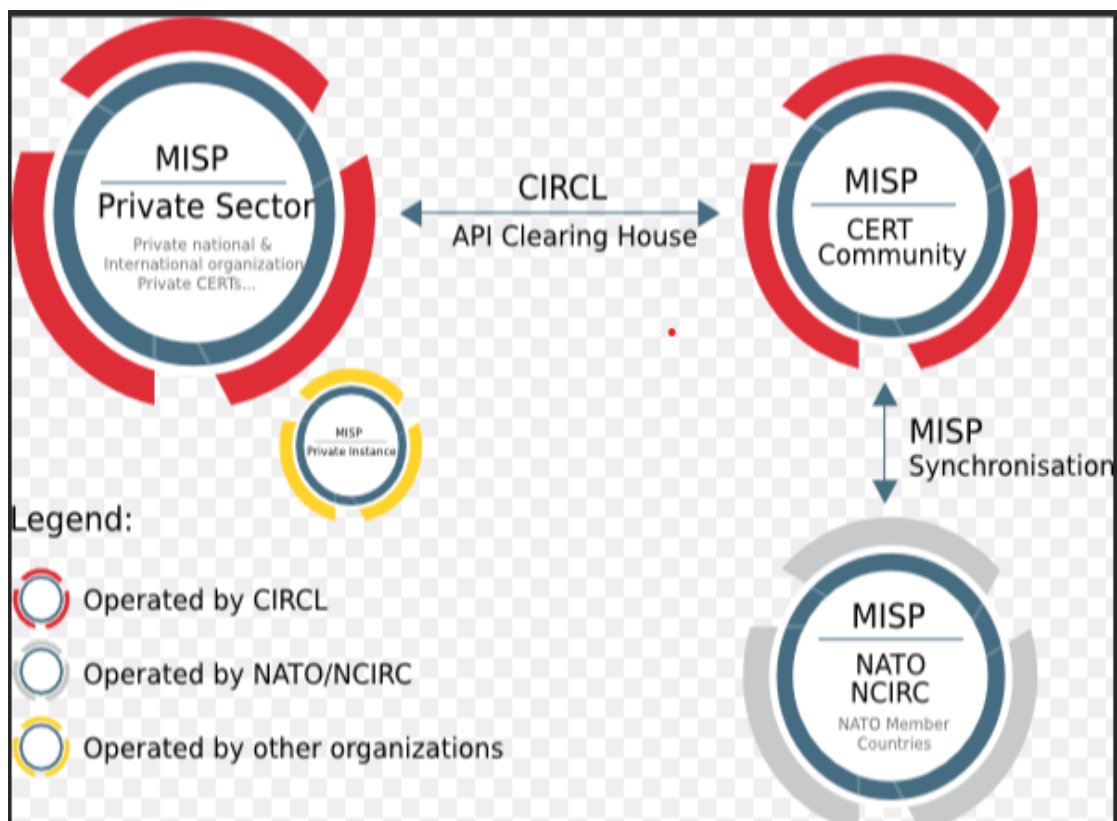 MISP
Private Sector
Private national &
International organization
Private CERTs...
CIRCL
API Clearing House
MISP
CERT
Community
MISP
Private Instance
MISP
Synchronisation
MISP
NATO
NCIRC
NATO Member
Countries
Legend:
Operated by CIRCL
Operated by NATO/NCIRC
Operated by other organizations